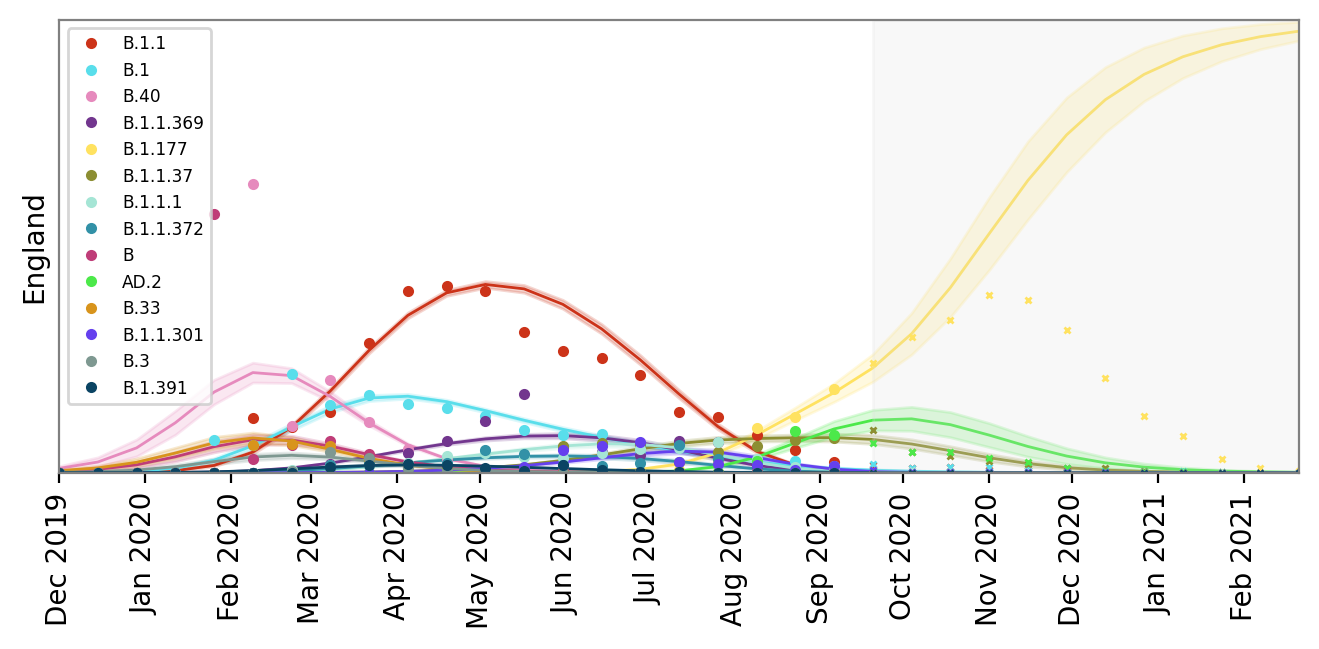 B.1.1
B.1
B.40
B.1.1.369
B.1.177
B.1.1.37
B.1.1.1
B.1.1.372
B
AD.2
B.33
B.1.1.301
B.3
B.1.391
England
Dec 2019
Jan 2020
Feb 2020
Mar 2020
Apr 2020
May 2020
Jun 2020
Jul 2020
Aug 2020
Sep 2020
Oct 2020
Nov 2020
Dec 2020
Jan 2021
Feb 2021